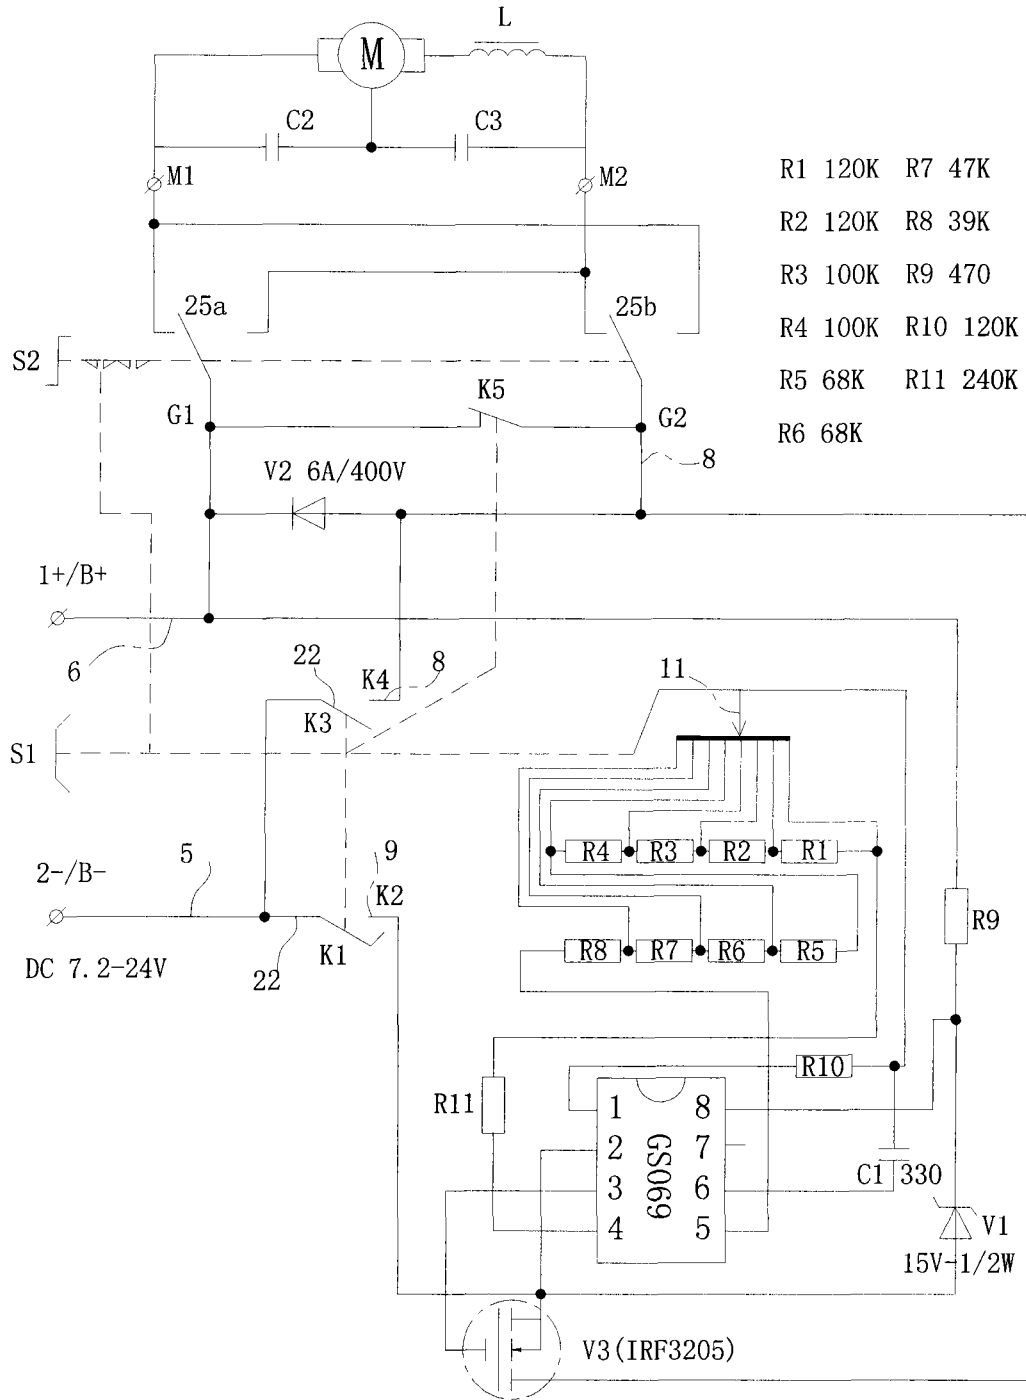 L
M
C2
C3
M1
M2
R1 120K R7 47K
R2 120K R8 39K
R3 100K R9 470
R4 100K R10 120K
R5 68K R11 240K
R6 68K
25a
25b
S2
K5
G1
G2
8
V2 6A/400V
1+/B+
6
22
K4
8
11
K3
S1
R4
R3
R2
R1
5
9
2-/B-
K2
R9
K1
R8
R7
R6
R5
DC 7.2-24V
22
R10
R11
1
8
2
7
GS069
C1 330
3
6
4
5
V1
15V-1/2W
V3(IRF3205)